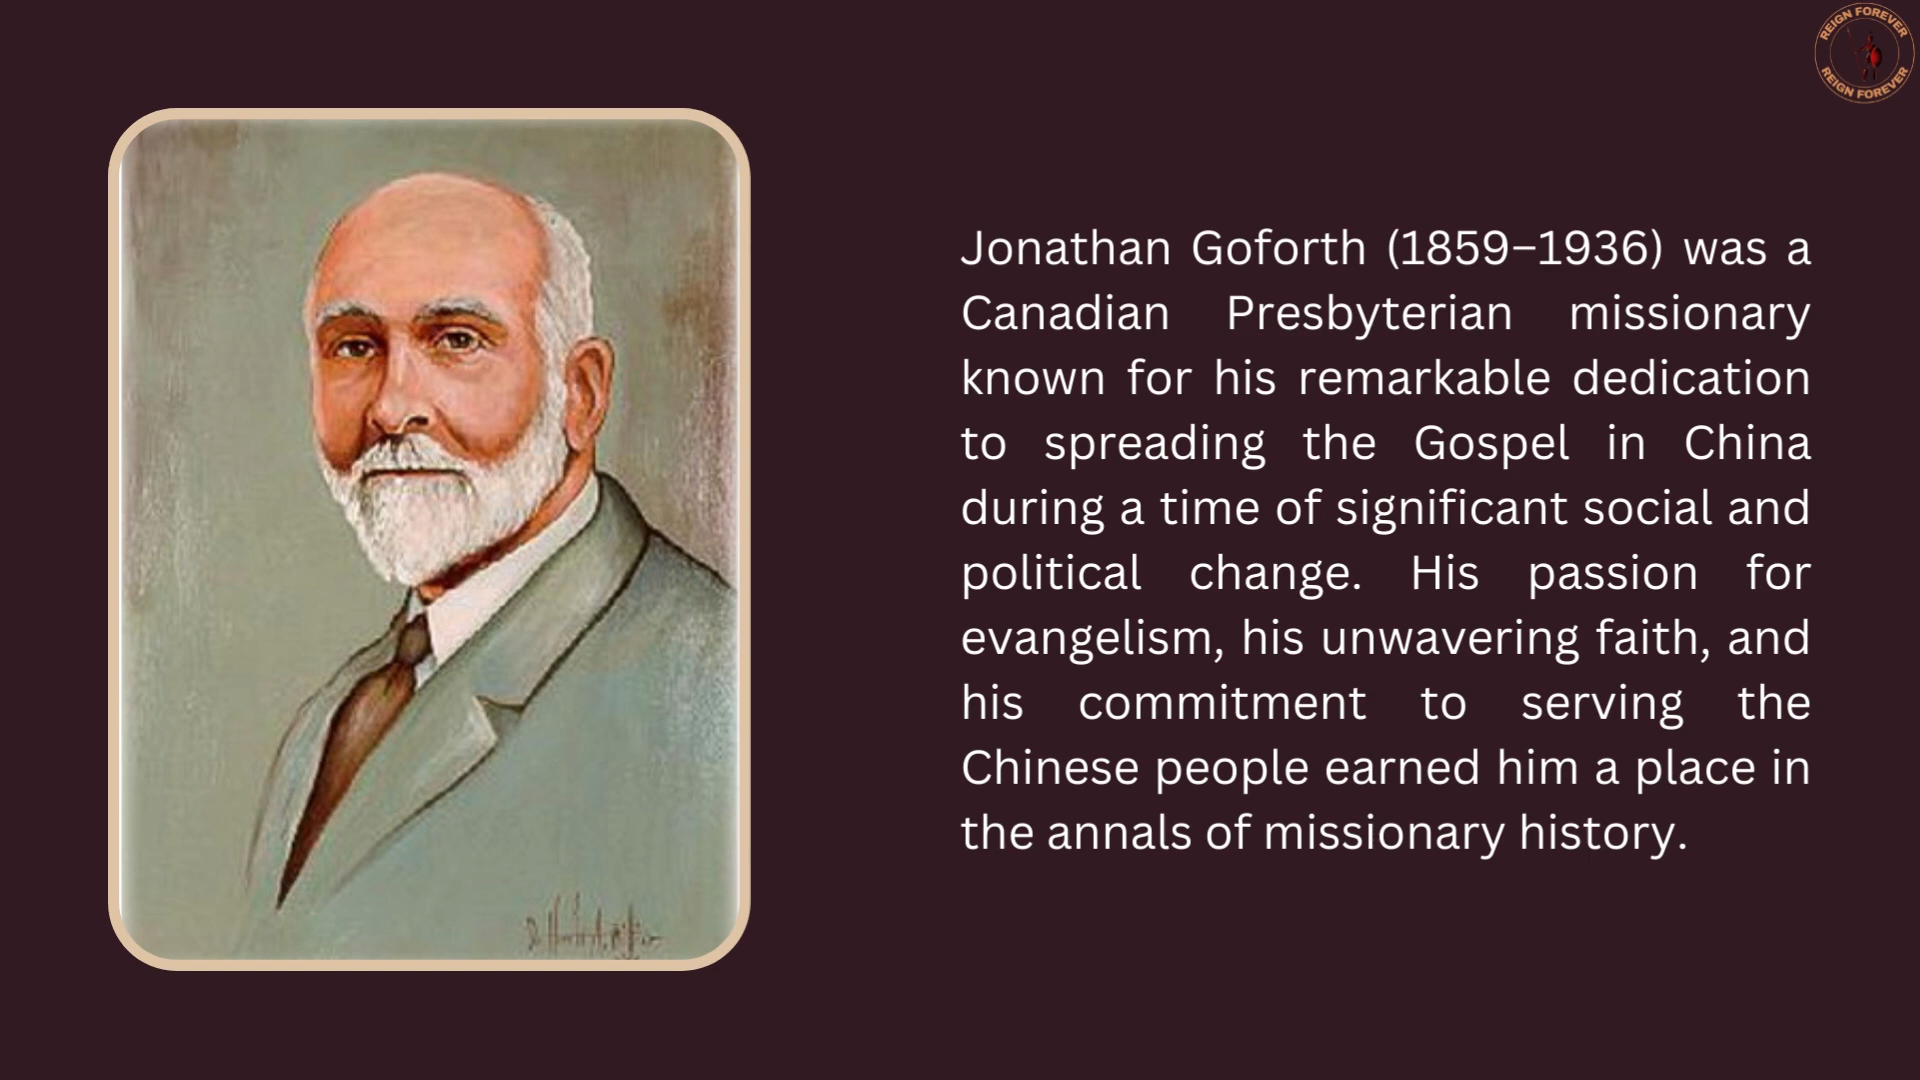 REIGN FOREVER
REIGN FOREVER
Jonathan Goforth (1859–1936) was a
Canadian Presbyterian missionary
known for his remarkable dedication
to spreading the Gospel in China
during a time of significant social and
political change. His passion for
evangelism, his unwavering faith, and
his commitment to serving the
Chinese people earned him a place in
the annals of missionary history.